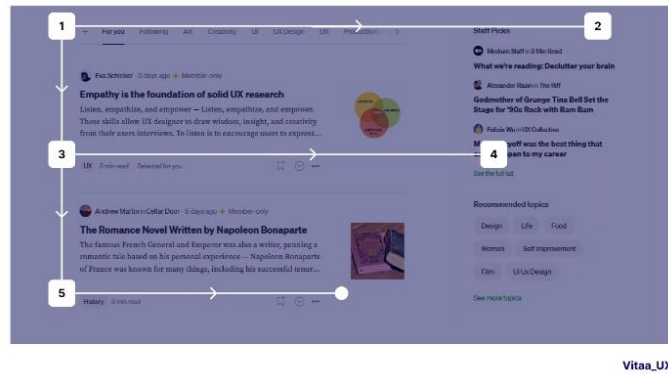 1
2
+ For you Following Art Creativity UI UX Design UX
Staff Picks
Medium Staff in 3 Min Read
What we're reading: Declutter your brain
Eva Schicker · 3 days ago Member-only
Empathy is the foundation of solid UX research
Listen, empathize, and empower — Listen, empathize, and empower.
These skills allow UX designer to draw wisdom, insight, and creativity
from their users interviews. To listen is to encourage users to express...
Alexander Razin in The Riff
Godmother of Grunge Tina Bell Set the
Stage for '90s Rock with Bam Bam
Felicia Wu in UX Collective
yoff was the best thing that
pen to my career
3
4
UX 5 min read Selected for you
See the full list
Andrew Martin in Cellar Door · 5 days ago Member-only
The Romance Novel Written by Napoleon Bonaparte
The famous French General and Emperor was also a writer, penning a
romantic tale based on his personal experience — Napoleon Bonaparte
of France was known for many things, including his successful tenur...
Recommended topics
Design Life Food
Women Self Improvement
Film UI Ux Design
5
History 9 min read
See more topics
Vitaa_UX